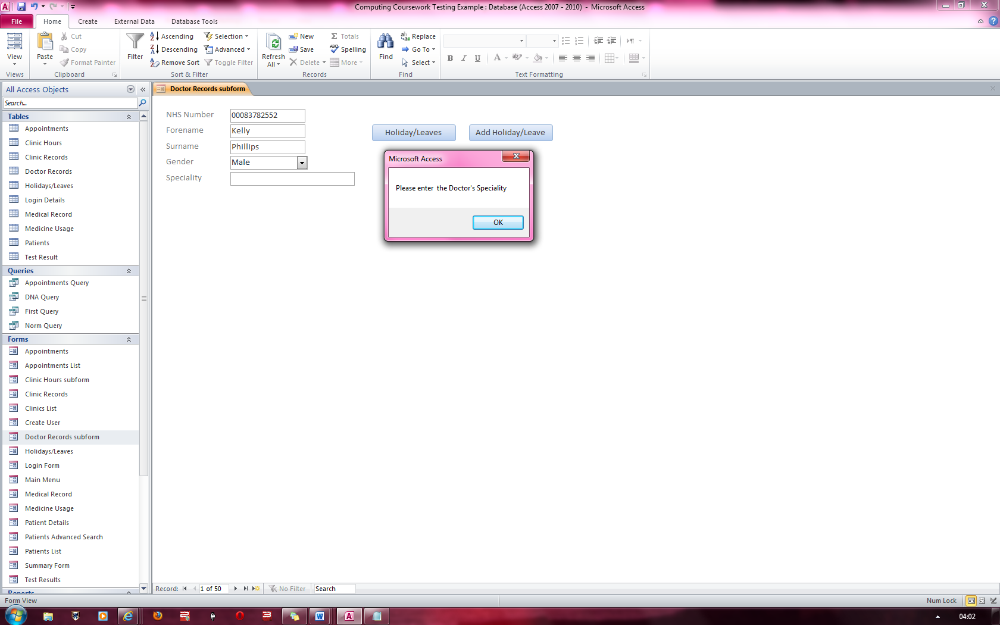 Computing Coursework Testing Example : Database (Access 2007 - 2010) - Microsoft Access
File Home Create External Data Database Tools
View
Views
Paste
Cut
Copy
Format Painter
Clipboard
Filter
Ascending
Descending
Remove Sort
Selection
Advanced
Toggle Filter
Sort & Filter
Refresh
All
New
Save
Delete
Totals
Spelling
More
Records
Find
Replace
Go To
Select
Find
B I U A
Text Formatting
All Access Objects
Search...
Tables
Appointments
Clinic Hours
Clinic Records
Doctor Records
Holidays/Leaves
Login Details
Medical Record
Medicine Usage
Patients
Test Result
Queries
Appointments Query
DNA Query
First Query
Norm Query
Forms
Appointments
Appointments List
Clinic Hours subform
Clinic Records
Clinics List
Create User
Doctor Records subform
Holidays/Leaves
Login Form
Main Menu
Medical Record
Medicine Usage
Patient Details
Patients Advanced Search
Patients List
Summary Form
Test Results
Reports
Doctor Records subform
NHS Number 00083782552
Forename Kelly
Surname Phillips
Gender Male
Speciality
Holiday/Leaves Add Holiday/Leave
Microsoft Access
Please enter  the Doctor's Speciality
OK
Record: 1 of 50 No Filter Search
Form View Num Lock
04:02